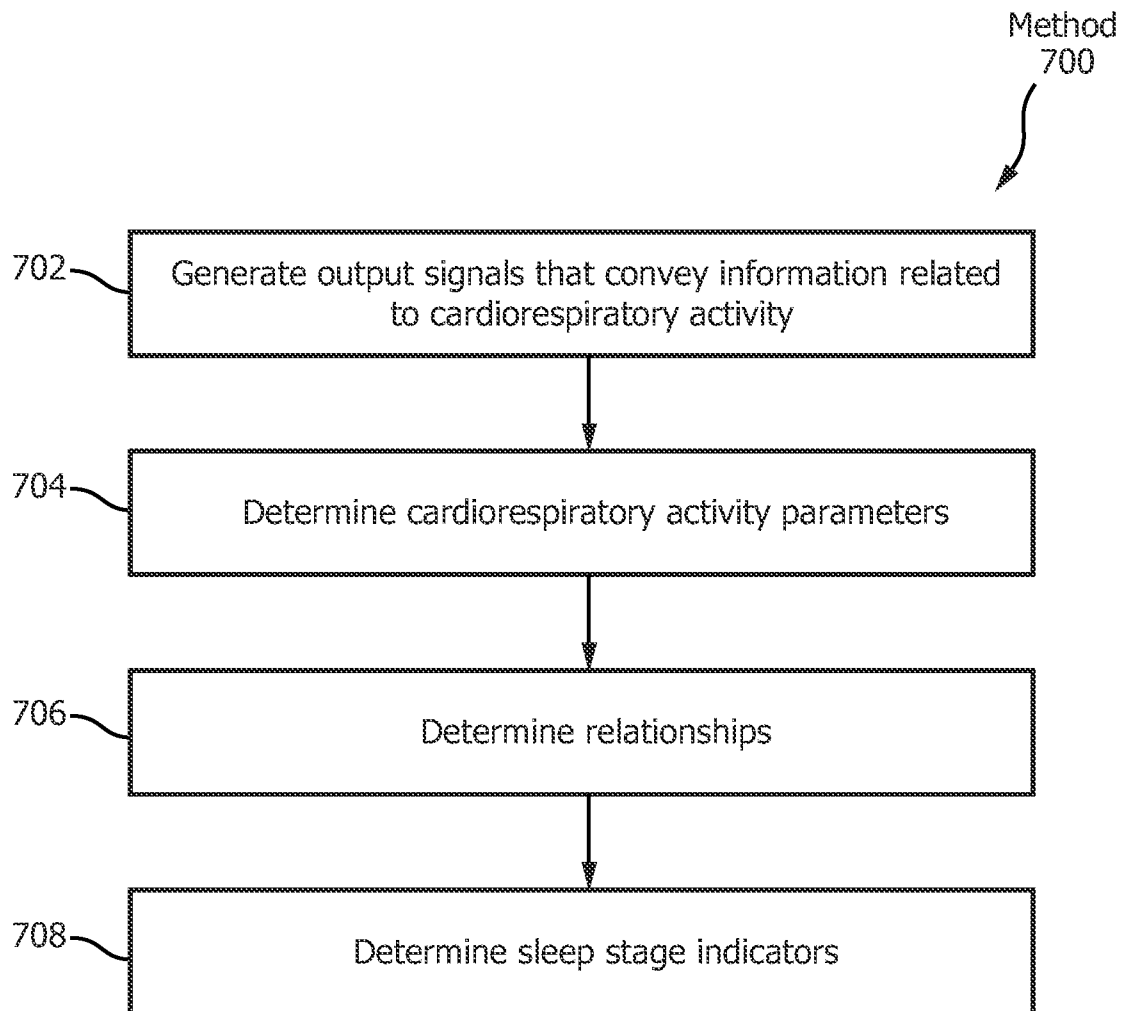 Method
700
702
Generate output signals that convey information related
to cardiorespiratory activity
704
Determine cardiorespiratory activity parameters
706
Determine relationships
708
Determine sleep stage indicators